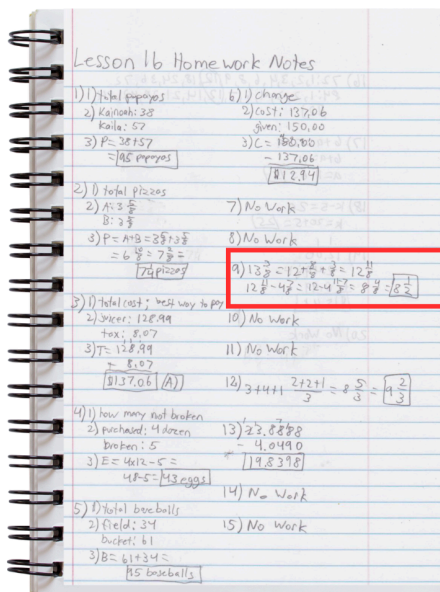 Lesson 16 Homework Notes
1) 1) total papayas
2) Kainoah: 38
Kaila: 57
3) P = 38+57
= 95 papayas
2) 1) total pizzas
2) A: 3 5/8
B: 3 5/8
3) P = A+B = 3 5/8 + 3 5/8
= 6 10/8 = 7 2/8 =
7 1/4 pizzas
3) 1) total cost; best way to pay
2) juicer: 128.99
tax: 8.07
3) T = 128.99
+ 8.07
$137.06 (A)
4) 1) how many not broken
2) purchased: 4 dozen
broken: 5
3) E = 4x12-5 =
48-5 = 43 eggs
5) 1) total baseballs
2) field: 34
bucket: 61
3) B = 61+34 =
95 baseballs
6) 1) change
2) cost: 137.06
given: 150.00
3) C = 150.00
- 137.06
$12.94
7) No Work
8) No Work
9) 13 3/8 = 12 + 8/8 + 3/8 = 12 11/8
12 11/8 - 4 7/8 = 12-4 11-7/8 = 8 4/8 = 8 1/2
10) No Work
11) No Work
12) 3+4+1 2+2+1/3 = 8 5/3 = 9 2/3
13) 23.8888
- 4.0490
19.8398
14) No Work
15) No Work